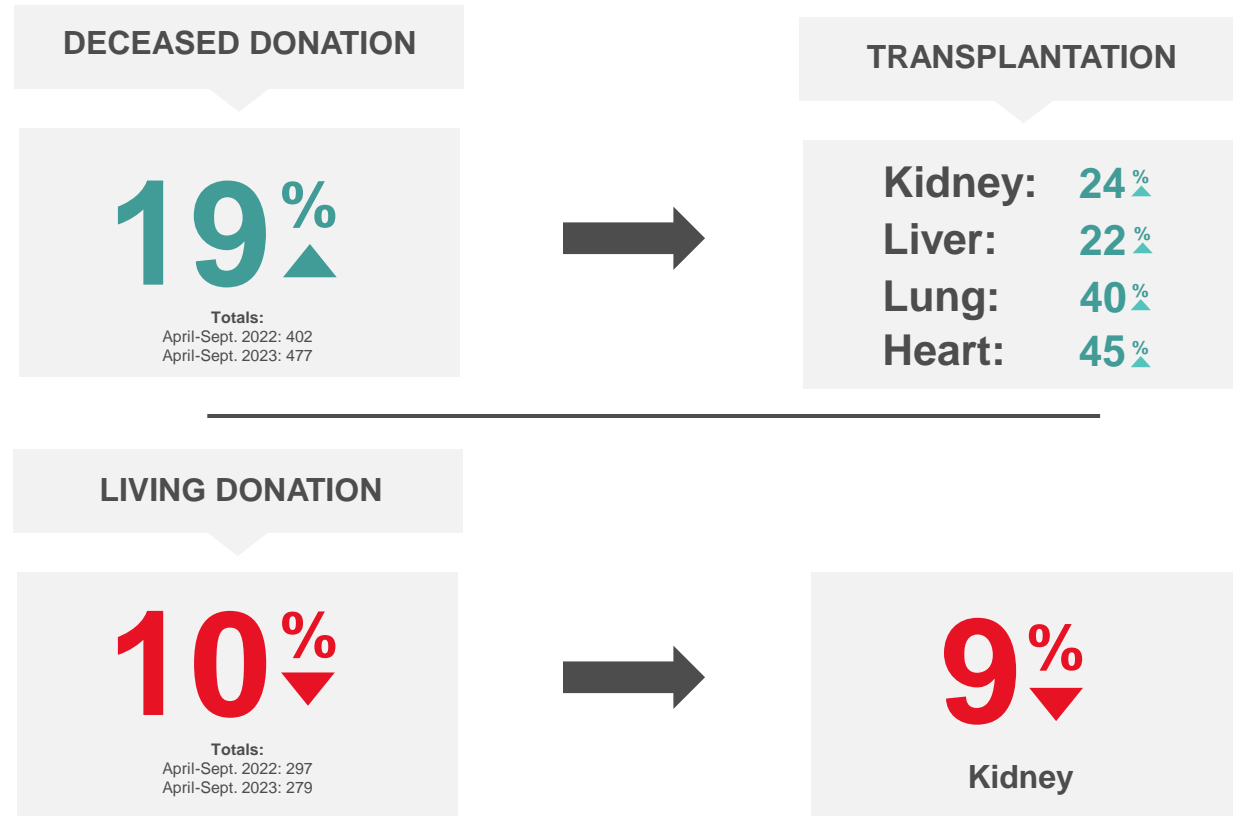 DECEASED DONATION
19%
Totals:
April-Sept. 2022: 402
April-Sept. 2023: 477
TRANSPLANTATION
Kidney: 24%
Liver: 22%
Lung: 40%
Heart: 45%
LIVING DONATION
10%
Totals:
April-Sept. 2022: 297
April-Sept. 2023: 279
9%
Kidney